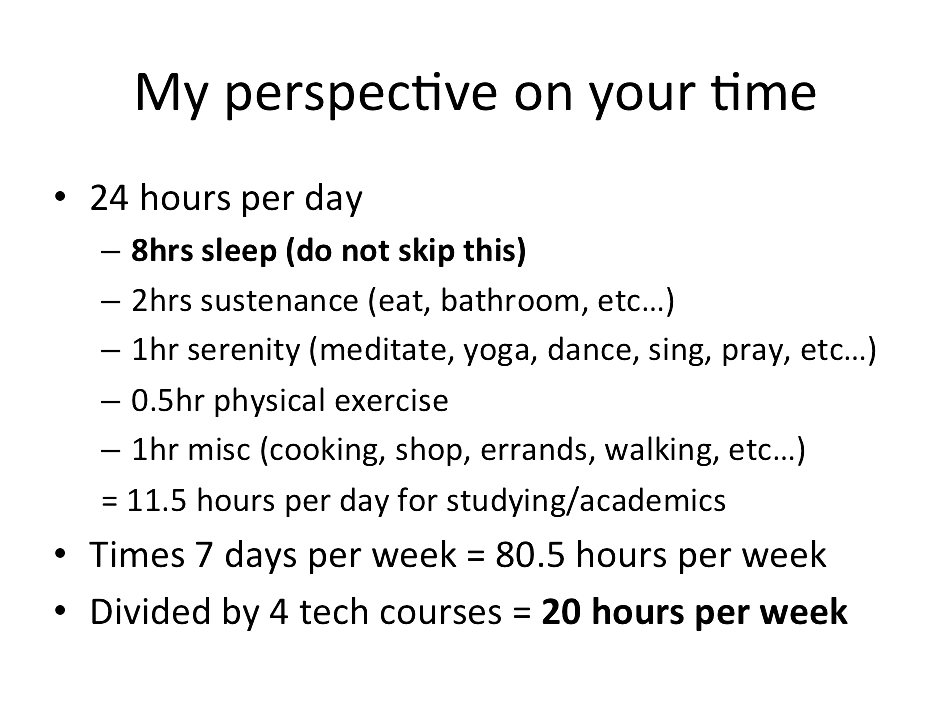 My perspective on your time
• 24 hours per day
– 8hrs sleep (do not skip this)
– 2hrs sustenance (eat, bathroom, etc…)
– 1hr serenity (meditate, yoga, dance, sing, pray, etc…)
– 0.5hr physical exercise
– 1hr misc (cooking, shop, errands, walking, etc…)
= 11.5 hours per day for studying/academics
• Times 7 days per week = 80.5 hours per week
• Divided by 4 tech courses = 20 hours per week